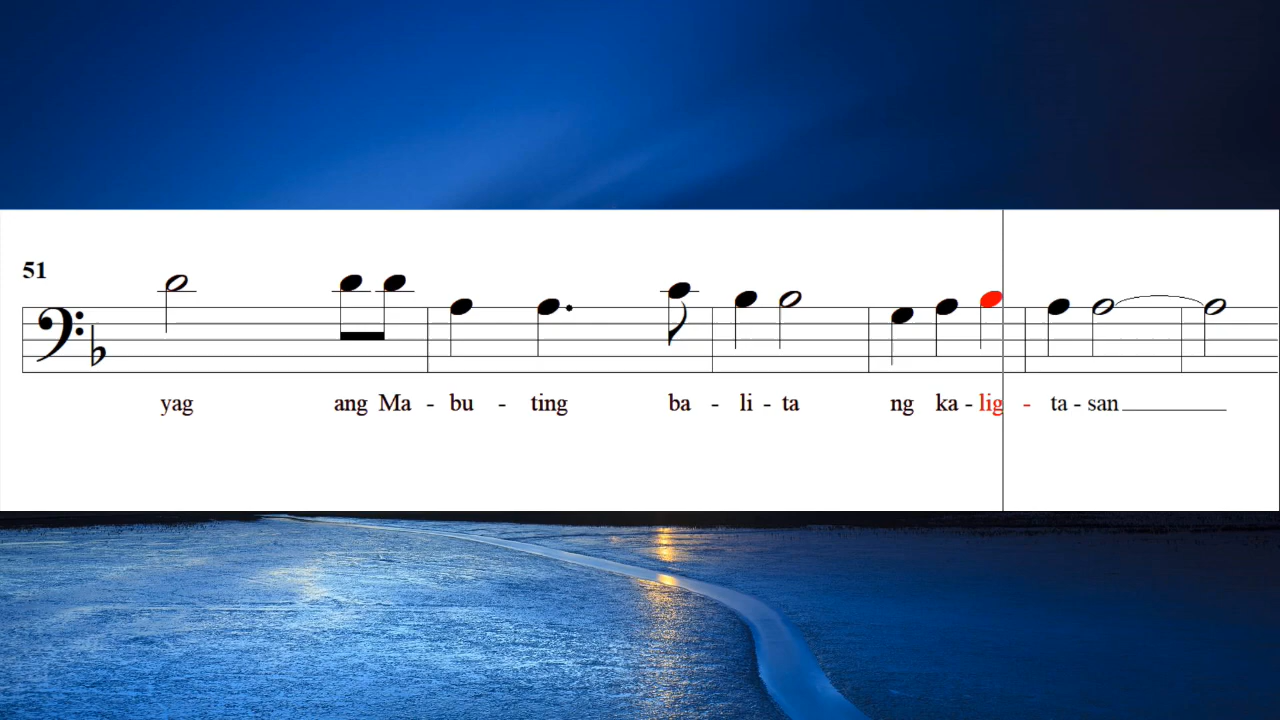 51
yag ang Ma - bu - ting ba - li - ta ng ka - lig - ta - san